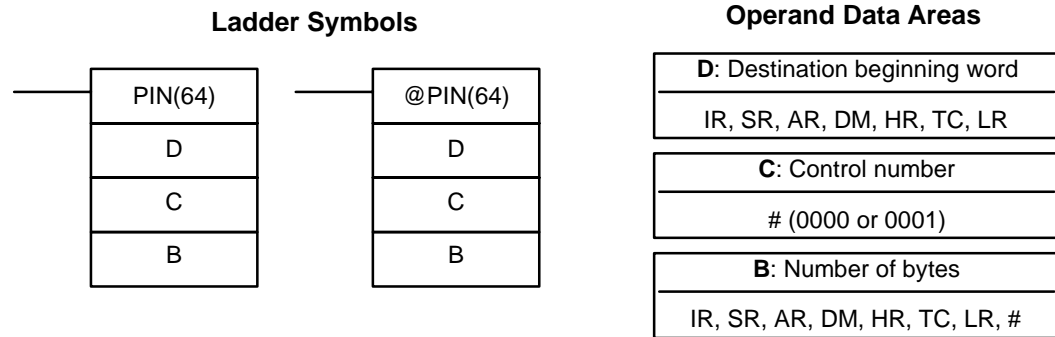 Ladder Symbols
PIN(64)
D
C
B
@PIN(64)
D
C
B
Operand Data Areas
D: Destination beginning word
IR, SR, AR, DM, HR, TC, LR
C: Control number
# (0000 or 0001)
B: Number of bytes
IR, SR, AR, DM, HR, TC, LR, #